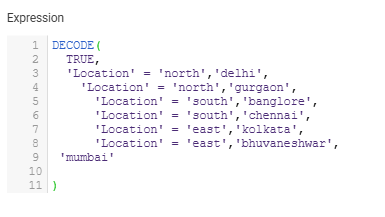 Expression
1 DECODE(
2 TRUE,
3 'Location' = 'north','delhi',
4 'Location' = 'north','gurgaon',
5 'Location' = 'south','banglore',
6 'Location' = 'south','chennai',
7 'Location' = 'east','kolkata',
8 'Location' = 'east','bhuvaneshwar',
9 'mumbai'
10
11 )